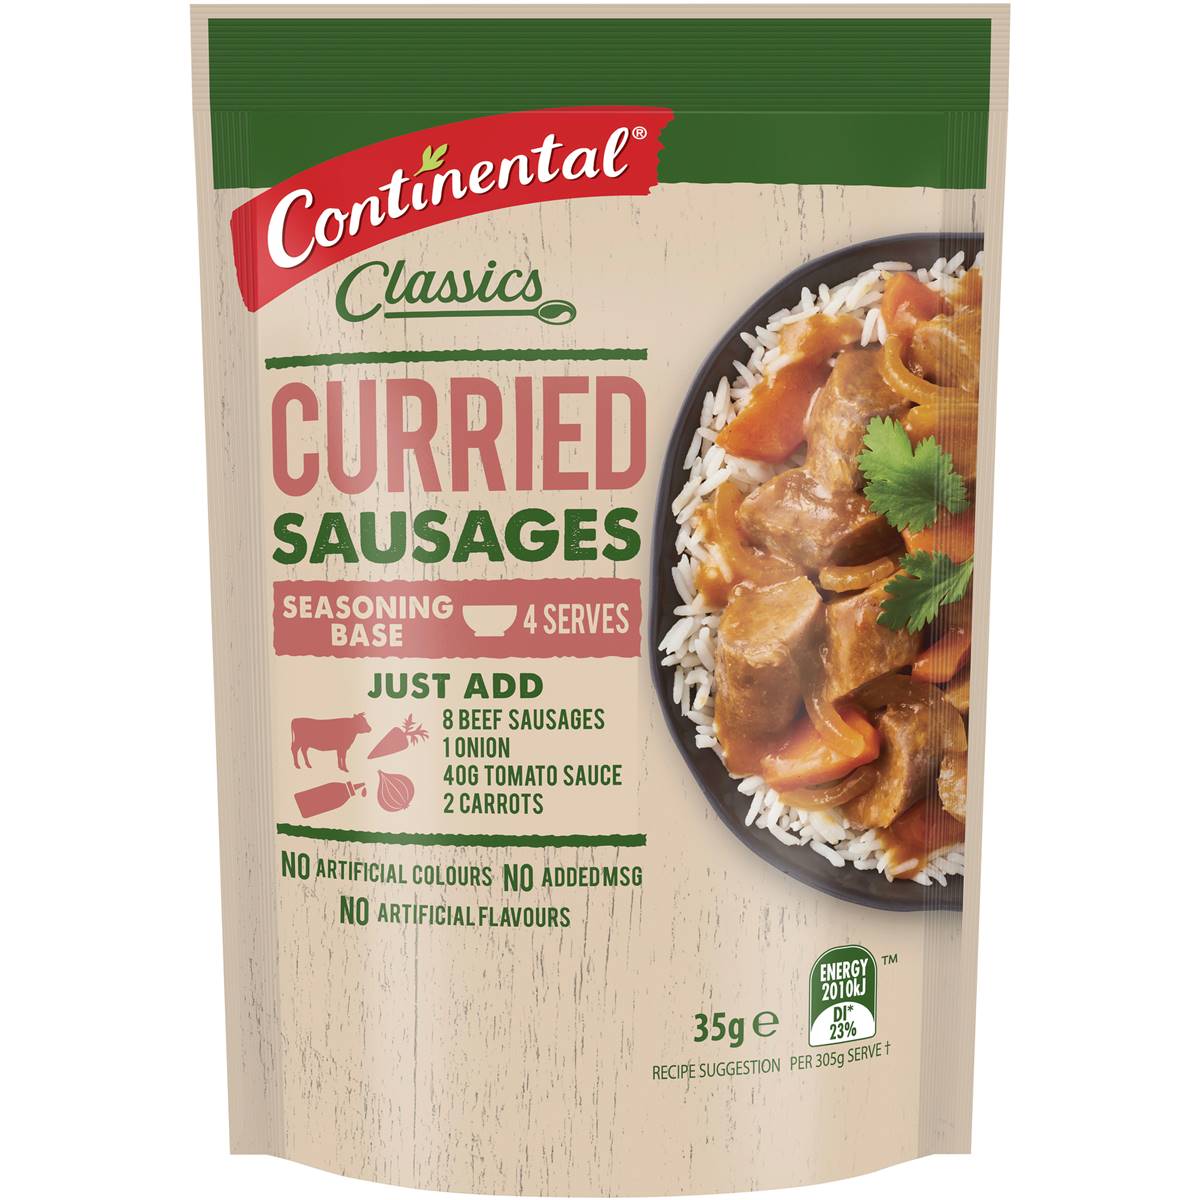 Continental®
Classics
CURRIED
SAUSAGES
SEASONING
BASE
4 SERVES
JUST ADD
8 BEEF SAUSAGES
1 ONION
40G TOMATO SAUCE
2 CARROTS
NO ARTIFICIAL COLOURS NO ADDED MSG
NO ARTIFICIAL FLAVOURS
ENERGY
2010kJ
DI*
23%
™
35g e
RECIPE SUGGESTION PER 305g SERVE †